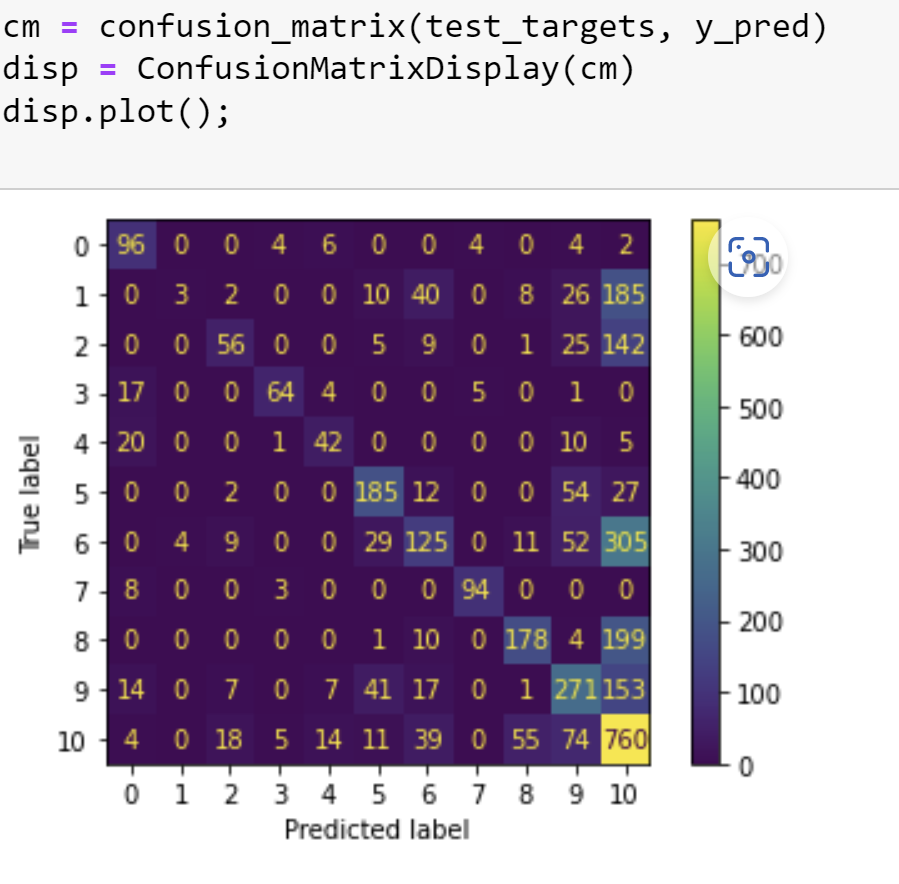 cm = confusion_matrix(test_targets, y_pred)
disp = ConfusionMatrixDisplay(cm)
disp.plot();
0 96 0 0 4 6 0 0 4 0 4 2
1 0 3 2 0 0 10 40 0 8 26 185
2 0 0 56 0 0 5 9 0 1 25 142
3 17 0 0 64 4 0 0 5 0 1 0
4 20 0 0 1 42 0 0 0 0 10 5
5 0 0 2 0 0 185 12 0 0 54 27
6 0 4 9 0 0 29 125 0 11 52 305
7 8 0 0 3 0 0 0 94 0 0 0
8 0 0 0 0 0 1 10 0 178 4 199
9 14 0 7 0 7 41 17 0 1 271 153
10 4 0 18 5 14 11 39 0 55 74 760
0 1 2 3 4 5 6 7 8 9 10
Predicted label
True label
600
500
400
300
200
100
0